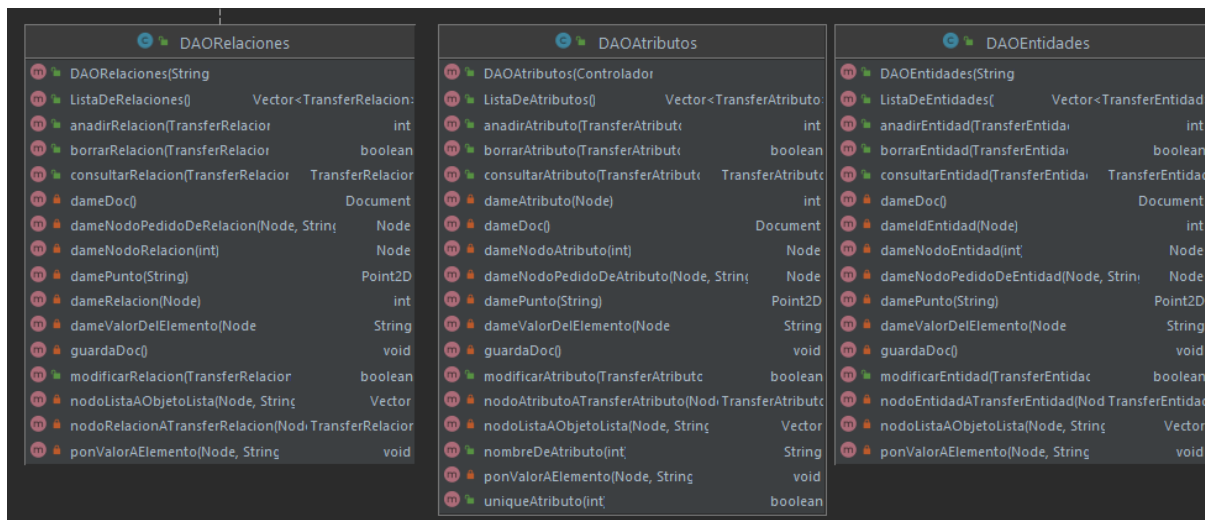 DAORelaciones
DAORelaciones(String
ListaDeRelaciones() Vector<TransferRelacion>
anadirRelacion(TransferRelacion int
borrarRelacion(TransferRelacion boolean
consultarRelacion(TransferRelacion TransferRelacion
dameDoc() Document
dameNodoPedidoDeRelacion(Node, String Node
dameNodoRelacion(int) Node
damePunto(String) Point2D
dameRelacion(Node) int
dameValorDelElemento(Node String
guardaDoc() void
modificarRelacion(TransferRelacion boolean
nodoListaAObjetoLista(Node, String Vector
nodoRelacionATransferRelacion(Nod TransferRelacion
ponValorAElemento(Node, String void
DAOAtributos
DAOAtributos(Controlador
ListaDeAtributos() Vector<TransferAtributo>
anadirAtributo(TransferAtributo int
borrarAtributo(TransferAtributo boolean
consultarAtributo(TransferAtributo TransferAtributo
dameAtributo(Node) int
dameDoc() Document
dameNodoAtributo(int) Node
dameNodoPedidoDeAtributo(Node, String Node
damePunto(String) Point2D
dameValorDelElemento(Node String
guardaDoc() void
modificarAtributo(TransferAtributo boolean
nodoAtributoATransferAtributo(Nod TransferAtributo
nodoListaAObjetoLista(Node, String Vector
nombreDeAtributo(int) String
ponValorAElemento(Node, String void
uniqueAtributo(int) boolean
DAOEntidades
DAOEntidades(String
ListaDeEntidades( Vector<TransferEntidad
anadirEntidad(TransferEntidad int
borrarEntidad(TransferEntidad boolean
consultarEntidad(TransferEntidad TransferEntidad
dameDoc() Document
dameIdEntidad(Node) int
dameNodoEntidad(int) Node
dameNodoPedidoDeEntidad(Node, String Node
damePunto(String) Point2D
dameValorDelElemento(Node String
guardaDoc() void
modificarEntidad(TransferEntidad boolean
nodoEntidadATransferEntidad(Nod TransferEntidad
nodoListaAObjetoLista(Node, String Vector
ponValorAElemento(Node, String void